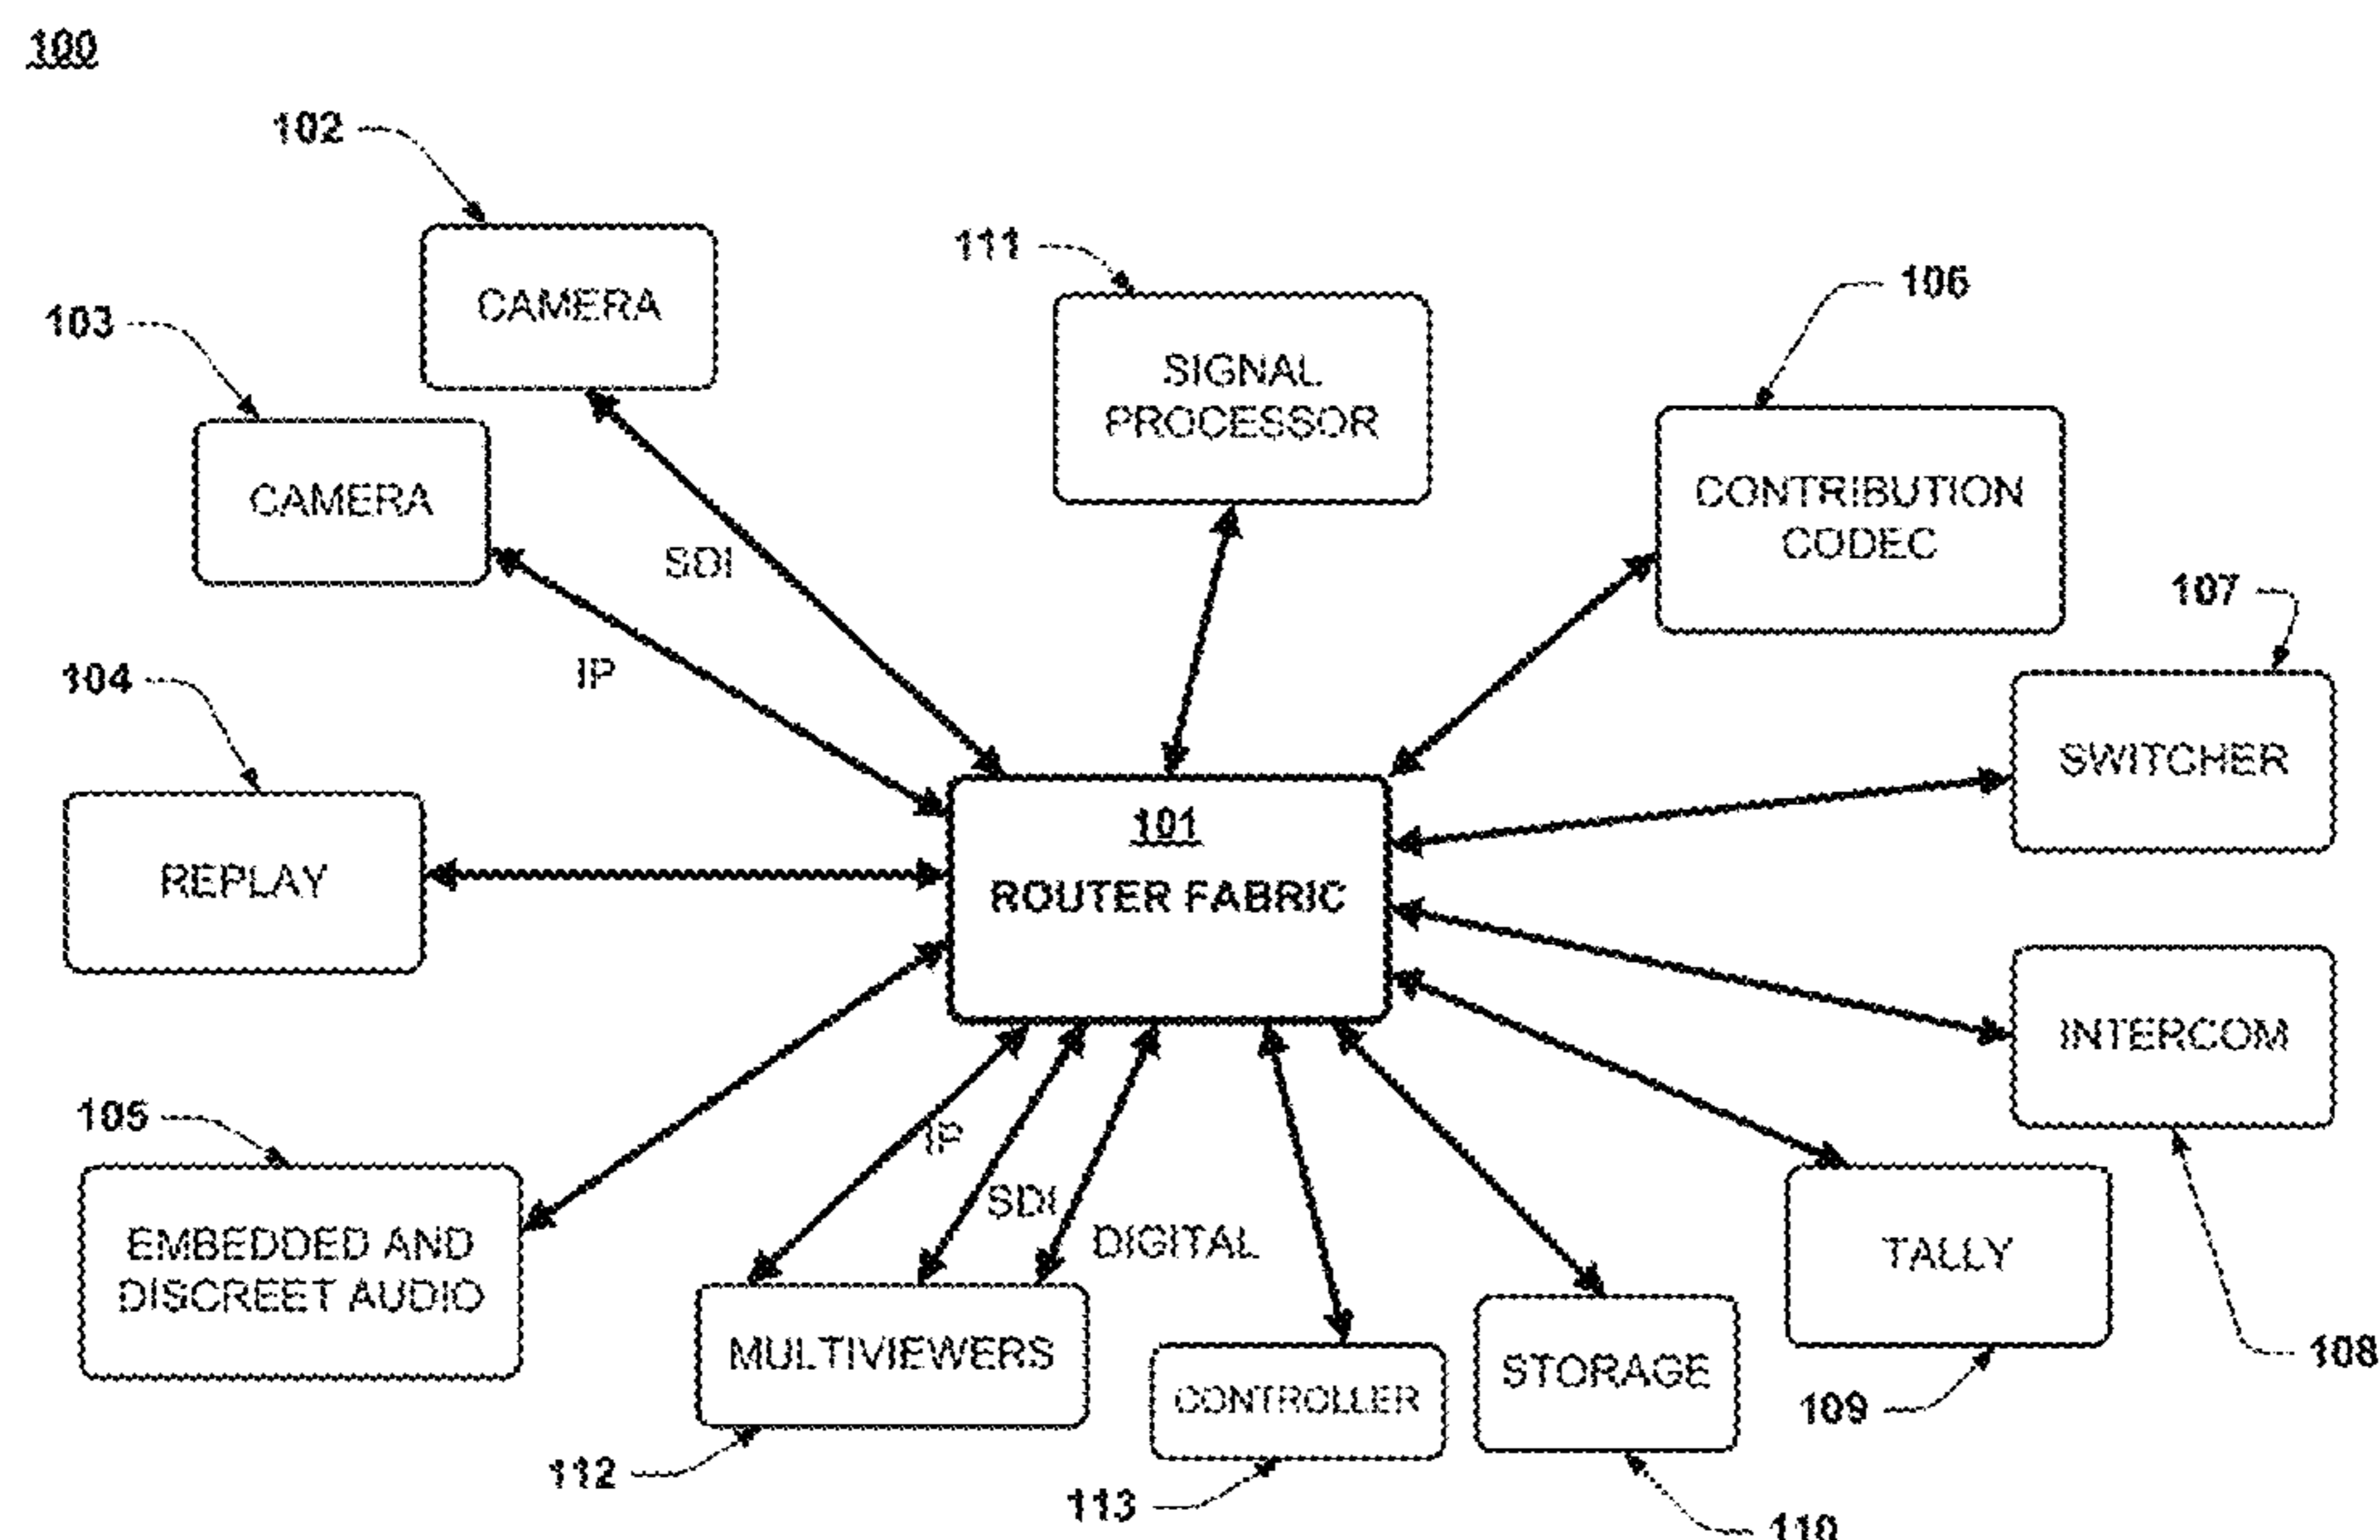 100
102
CAMERA
111
SIGNAL
PROCESSOR
106
CONTRIBUTION
CODEC
103
CAMERA
SDI
IP
107
SWITCHER
104
REPLAY
101
ROUTER FABRIC
INTERCOM
108
105
EMBEDDED AND
DISCREET AUDIO
IP
SDI
DIGITAL
MULTIVIEWERS
112
CONTROLLER
113
STORAGE
110
TALLY
109